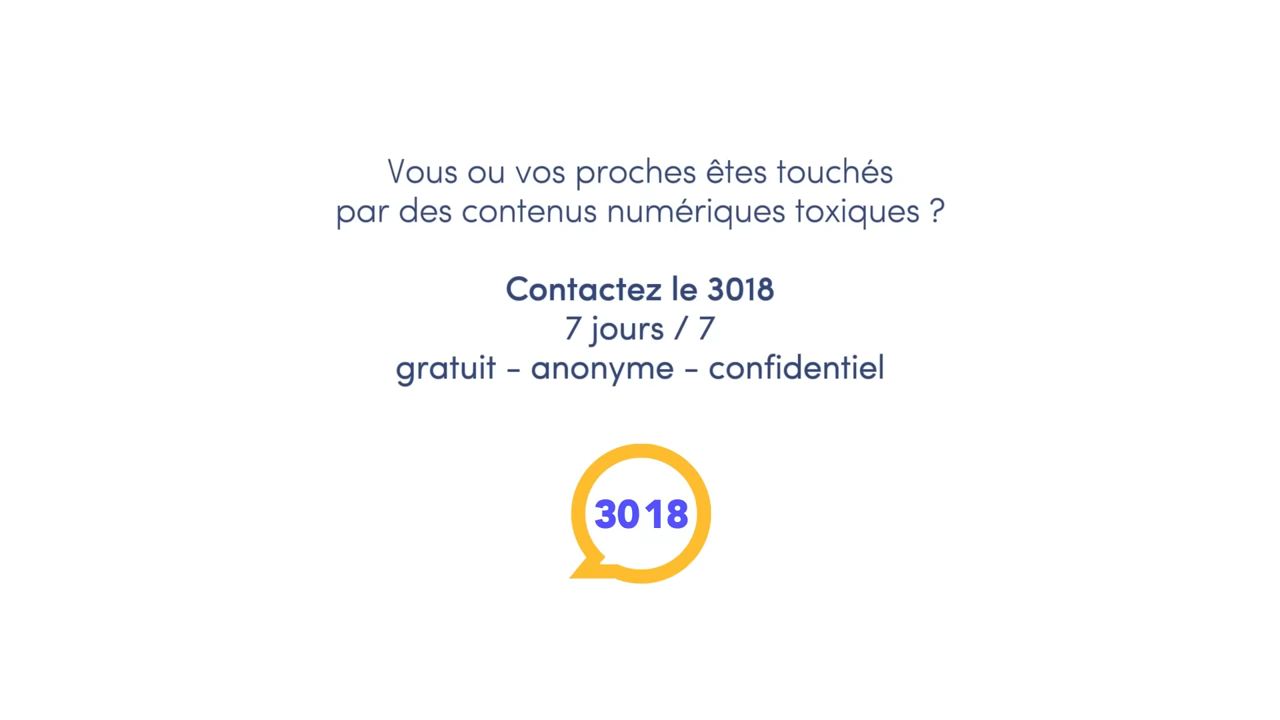 Vous ou vos proches êtes touchés
par des contenus numériques toxiques ?
Contactez le 3018
7 jours / 7
gratuit - anonyme - confidentiel
3018